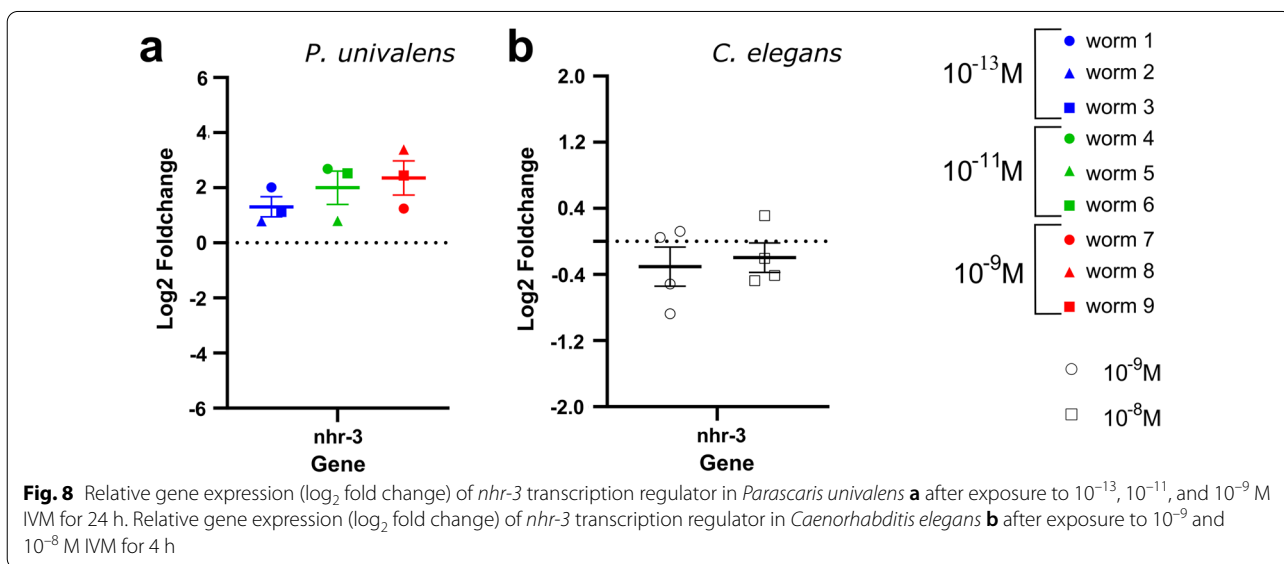 a
P. univalens
6
4
2
0
-2
-4
-6
Log2 Foldchange
nhr-3
Gene
b
C. elegans
2.0
1.2
0.4
-0.4
-1.2
-2.0
Log2 Foldchange
nhr-3
Gene
10⁻¹³M
worm 1
worm 2
worm 3
10⁻¹¹M
worm 4
worm 5
worm 6
10⁻⁹M
worm 7
worm 8
worm 9
10⁻⁹M
10⁻⁸M
Fig. 8 Relative gene expression (log₂ fold change) of nhr-3 transcription regulator in Parascaris univalens a after exposure to 10⁻¹³, 10⁻¹¹, and 10⁻⁹ M
IVM for 24 h. Relative gene expression (log₂ fold change) of nhr-3 transcription regulator in Caenorhabditis elegans b after exposure to 10⁻⁹ and
10⁻⁸ M IVM for 4 h